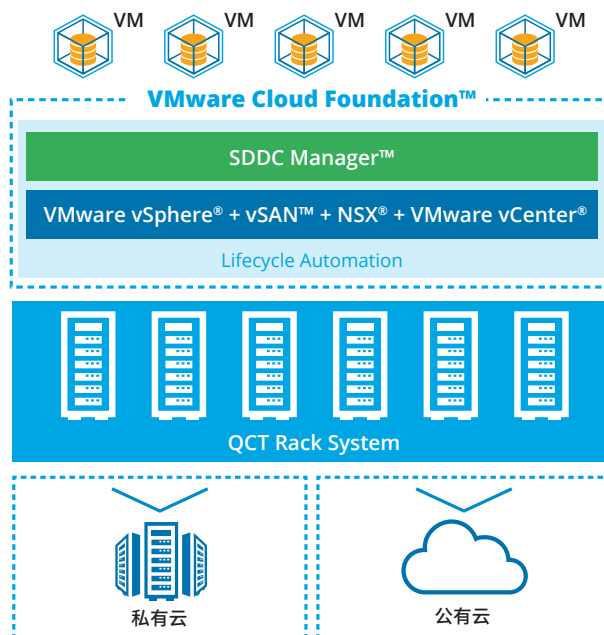 VM VM VM VM VM
VMware Cloud Foundation™
SDDC Manager™
VMware vSphere® + vSAN™ + NSX® + VMware vCenter®
Lifecycle Automation
QCT Rack System
私有云
公有云